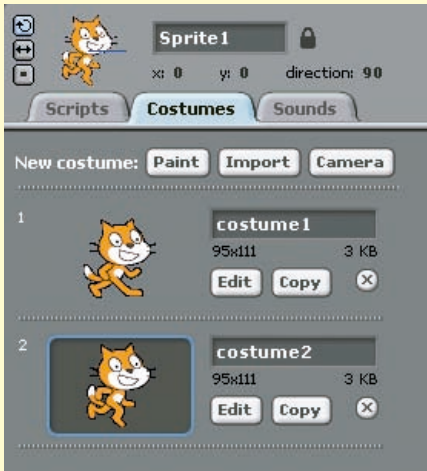 Sprite1
x: 0 y: 0 direction: 90
Scripts Costumes Sounds
New costume: Paint Import Camera
1
costume1
95x111 3 KB
Edit Copy
2
costume2
95x111 3 KB
Edit Copy